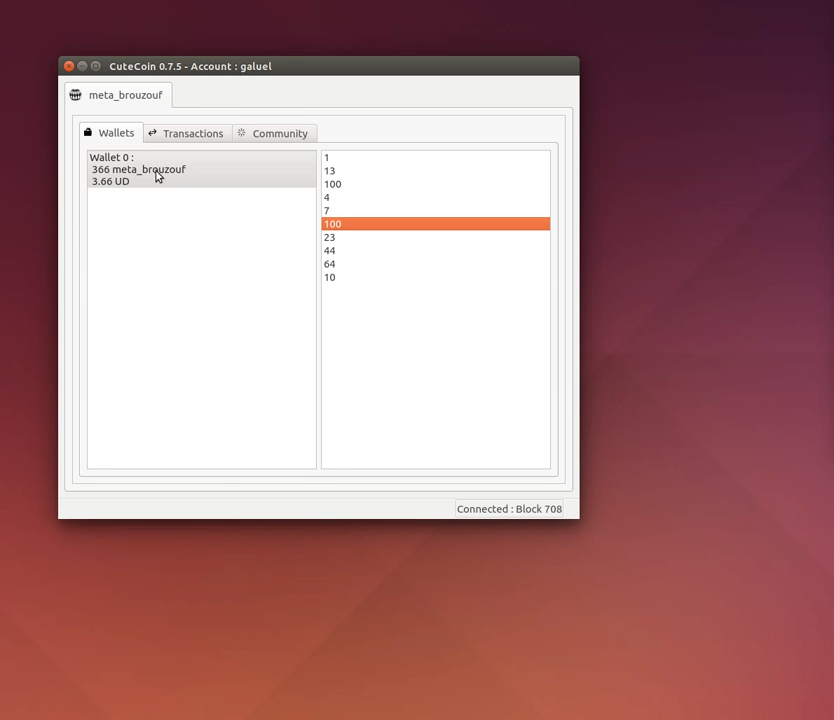 CuteCoin 0.7.5 - Account : galuel
meta_brouzouf
Wallets
Transactions
Community
Wallet 0 :
366 meta_brouzouf
3.66 UD
1
13
100
4
7
100
23
44
64
10
Connected : Block 708